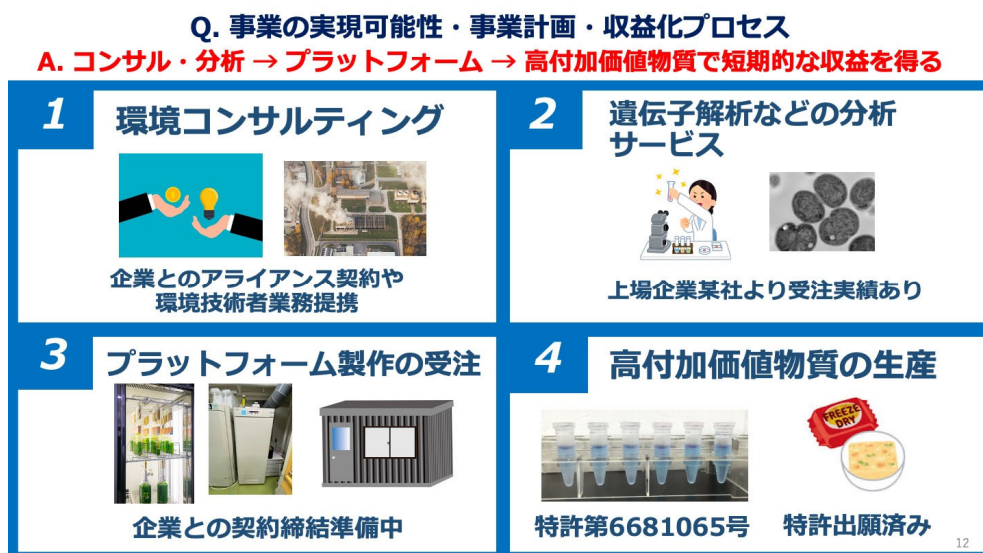 Q. 事業の実現可能性・事業計画・収益化プロセス
A. コンサル・分析 → プラットフォーム → 高付加価値物質で短期的な収益を得る
1
環境コンサルティング
企業とのアライアンス契約や
環境技術者業務提携
2
遺伝子解析などの分析
サービス
上場企業某社より受注実績あり
3
プラットフォーム製作の受注
企業との契約締結準備中
4
高付加価値物質の生産
FREEZE
DRY
特許第6681065号
特許出願済み
12